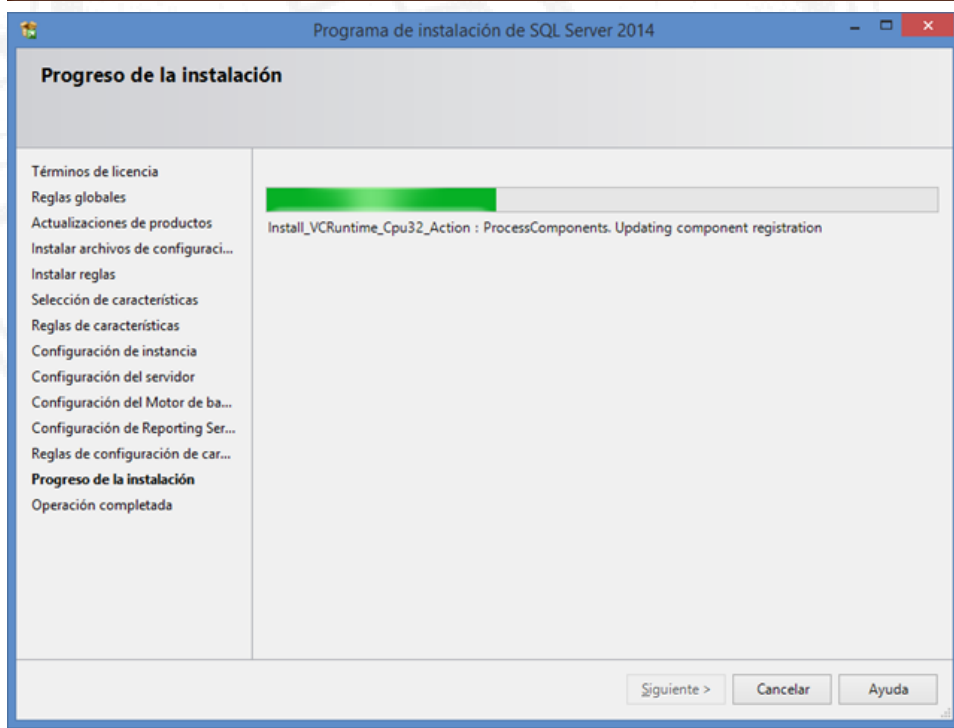 Programa de instalación de SQL Server 2014
Progreso de la instalación
Términos de licencia
Reglas globales
Actualizaciones de productos
Instalar archivos de configuraci...
Instalar reglas
Selección de características
Reglas de características
Configuración de instancia
Configuración del servidor
Configuración del Motor de ba...
Configuración de Reporting Ser...
Reglas de configuración de car...
Progreso de la instalación
Operación completada
Install_VCRuntime_Cpu32_Action : ProcessComponents. Updating component registration
Siguiente >
Cancelar
Ayuda